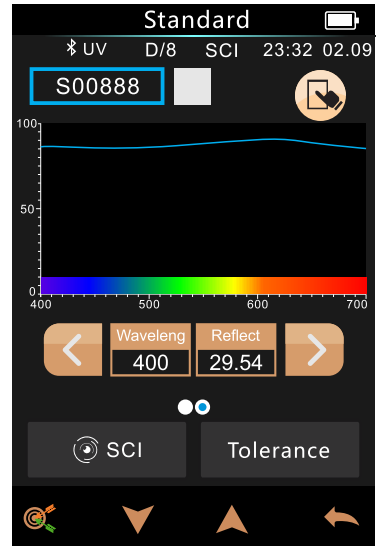 Standard
UV D/8 SCI 23:32 02.09
S00888
100
50
0
400 500 600 700
Waveleng Reflect
400 29.54
SCI Tolerance